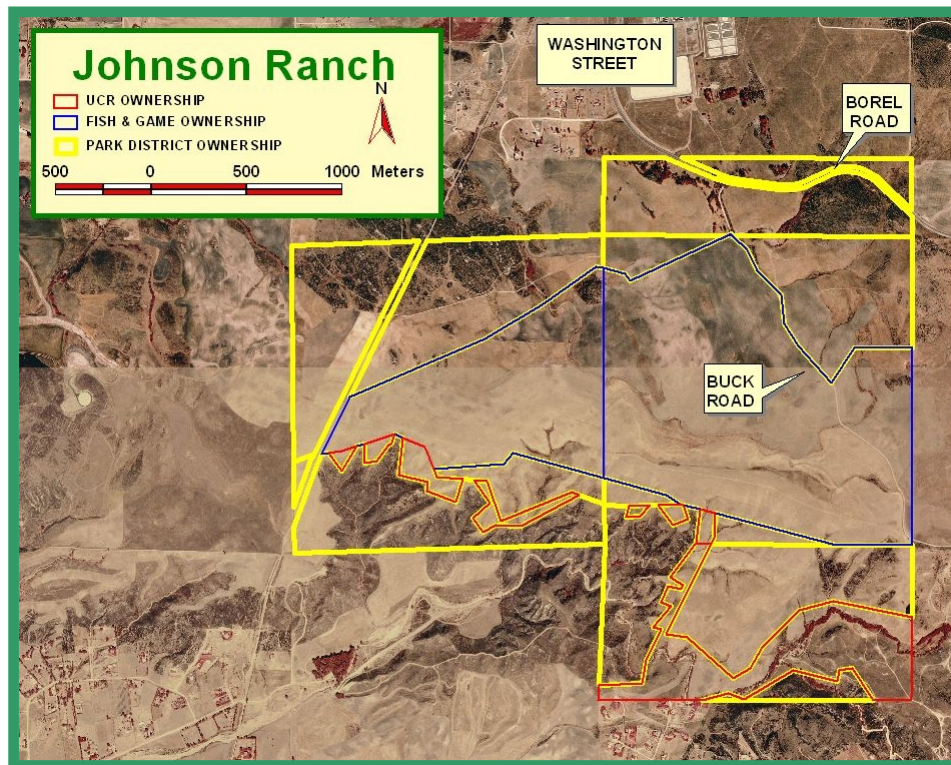 Johnson Ranch
UCR OWNERSHIP
FISH & GAME OWNERSHIP
PARK DISTRICT OWNERSHIP
N
500 0 500 1000 Meters
WASHINGTON
STREET
BOREL
ROAD
BUCK
ROAD